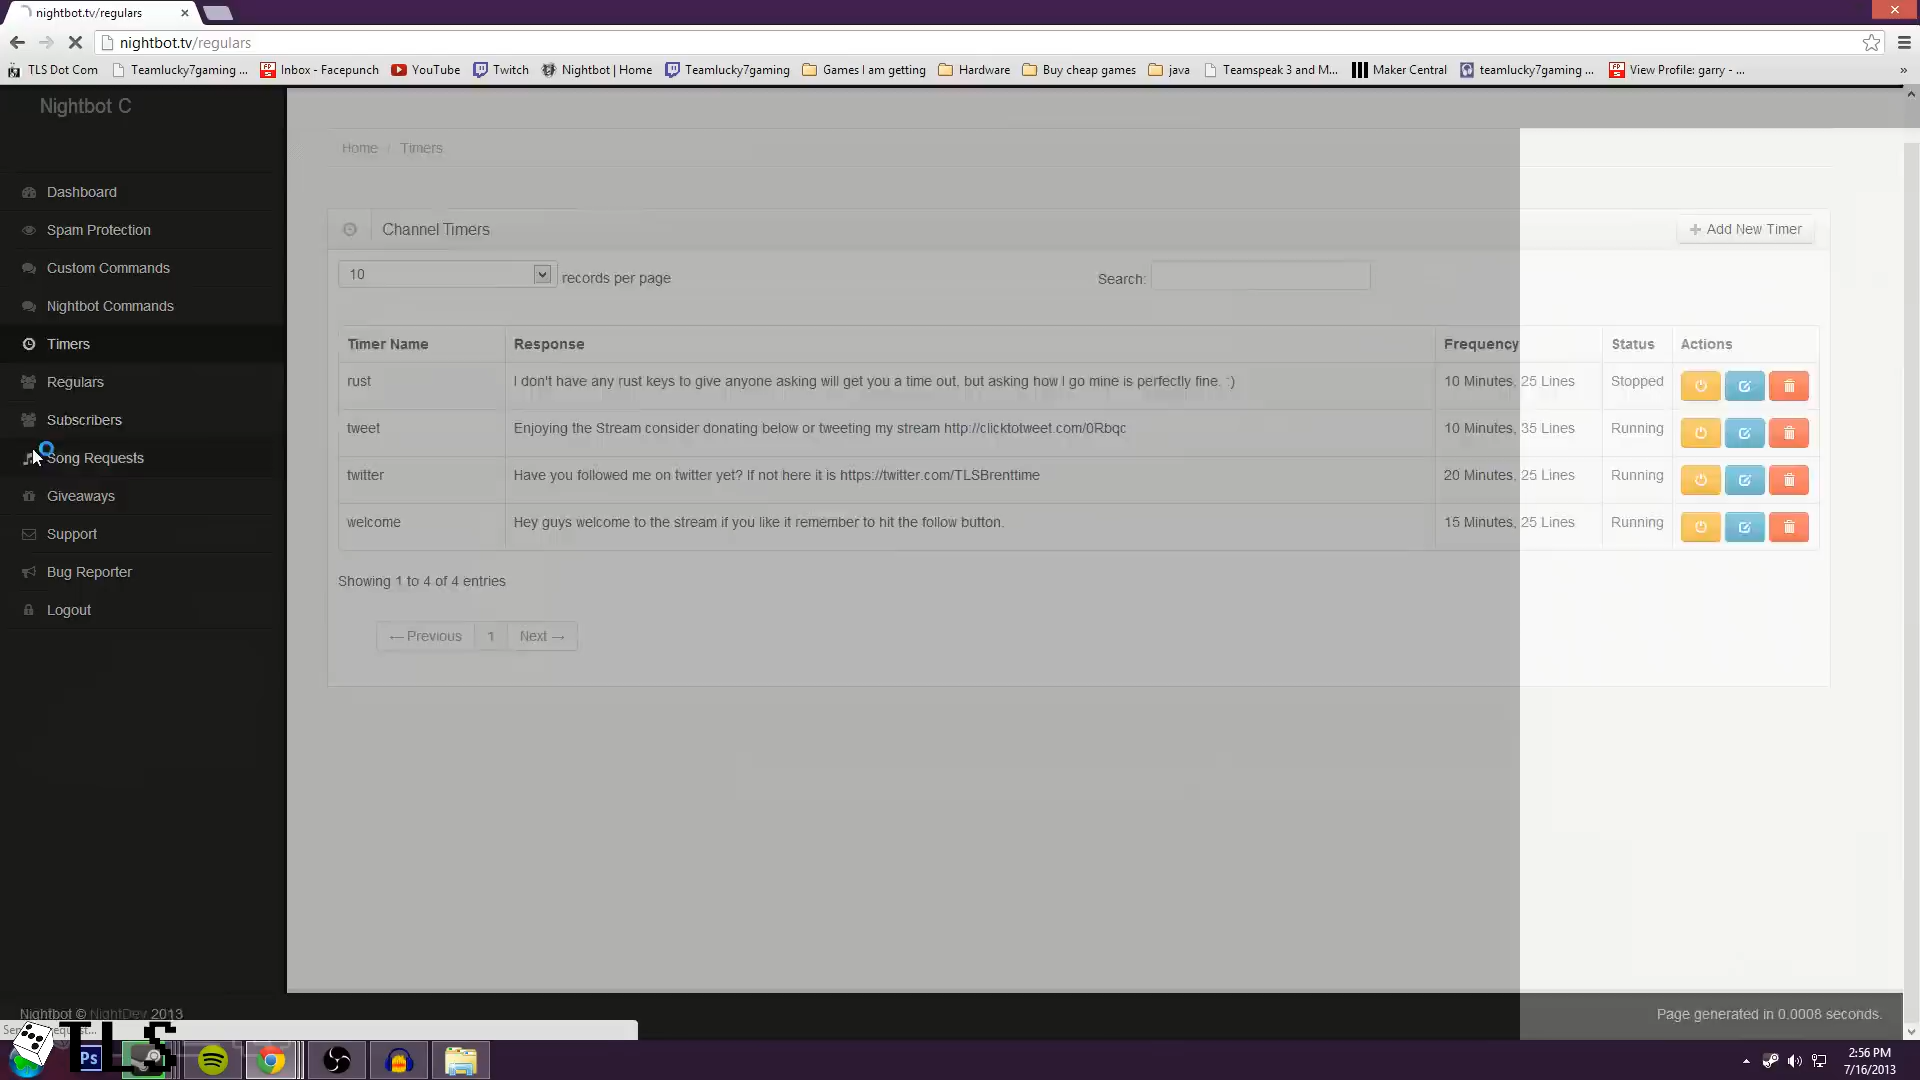 nightbot.tv/regulars
nightbot.tv/regulars
TLS Dot Com
Teamlucky7gaming ...
Inbox - Facepunch
YouTube
Twitch
Nightbot | Home
Teamlucky7gaming
Games I am getting
Hardware
Buy cheap games
java
Teamspeak 3 and M...
Maker Central
teamlucky7gaming ...
View Profile: garry - ...
»
Nightbot C
Home / Timers
Dashboard
Spam Protection
Custom Commands
Nightbot Commands
Timers
Regulars
Subscribers
Song Requests
Giveaways
Support
Bug Reporter
Logout
Channel Timers
+ Add New Timer
10 records per page
Search:
Timer Name Response Frequency Status Actions
rust I don't have any rust keys to give anyone asking will get you a time out, but asking how I go mine is perfectly fine. :) 10 Minutes, 25 Lines Stopped
tweet Enjoying the Stream consider donating below or tweeting my stream http://clicktotweet.com/0Rbqc 10 Minutes, 35 Lines Running
twitter Have you followed me on twitter yet? If not here it is https://twitter.com/TLSBrenttime 20 Minutes, 25 Lines Running
welcome Hey guys welcome to the stream if you like it remember to hit the follow button. 15 Minutes, 25 Lines Running
Showing 1 to 4 of 4 entries
← Previous 1 Next →
Nightbot © NightDev 2013
Page generated in 0.0008 seconds.
TLS
Ps
2:56 PM
7/16/2013